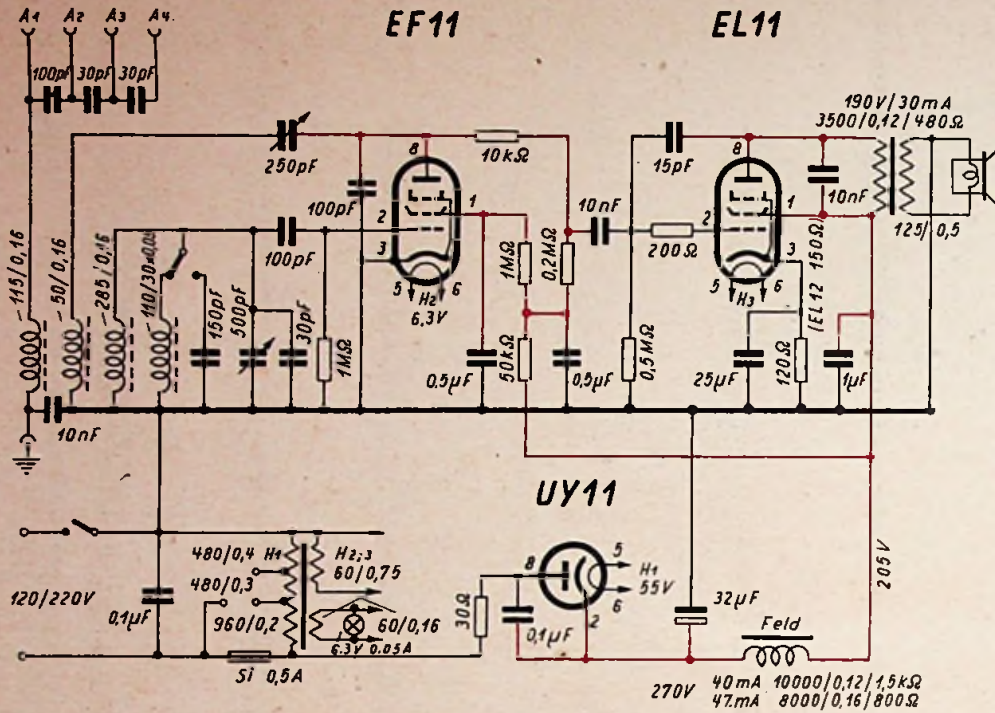 A1 A2 A3 A4.
EF11
EL11
100pF 30pF 30pF
190V/30mA
3500/0,12/480Ω
250pF
8
10kΩ
15pF
8
10nF
125/0,5
100pF
2
1
3
5
6
H2
6,3V
10nF
200Ω
2
1
3
5
6
H3
(EL12 150Ω)
115/0,16
50/0,16
285/0,16
110/30x0,05
100pF
150pF
500pF
30pF
1MΩ
1MΩ
0,2MΩ
0,5µF
50kΩ
0,5µF
0,5MΩ
25µF
120Ω
1µF
10nF
UY11
120/220V
0,1µF
480/0,4 H1
480/0,3
960/0,2
H2;3
60/0,75
60/0,16
6.3V 0.05A
Si 0,5A
30Ω
8
0,1µF
5
H1
55V
6
2
32µF
205V
Feld
270V
40mA 10000/0,12/1,5kΩ
47mA 8000/0,16/800Ω